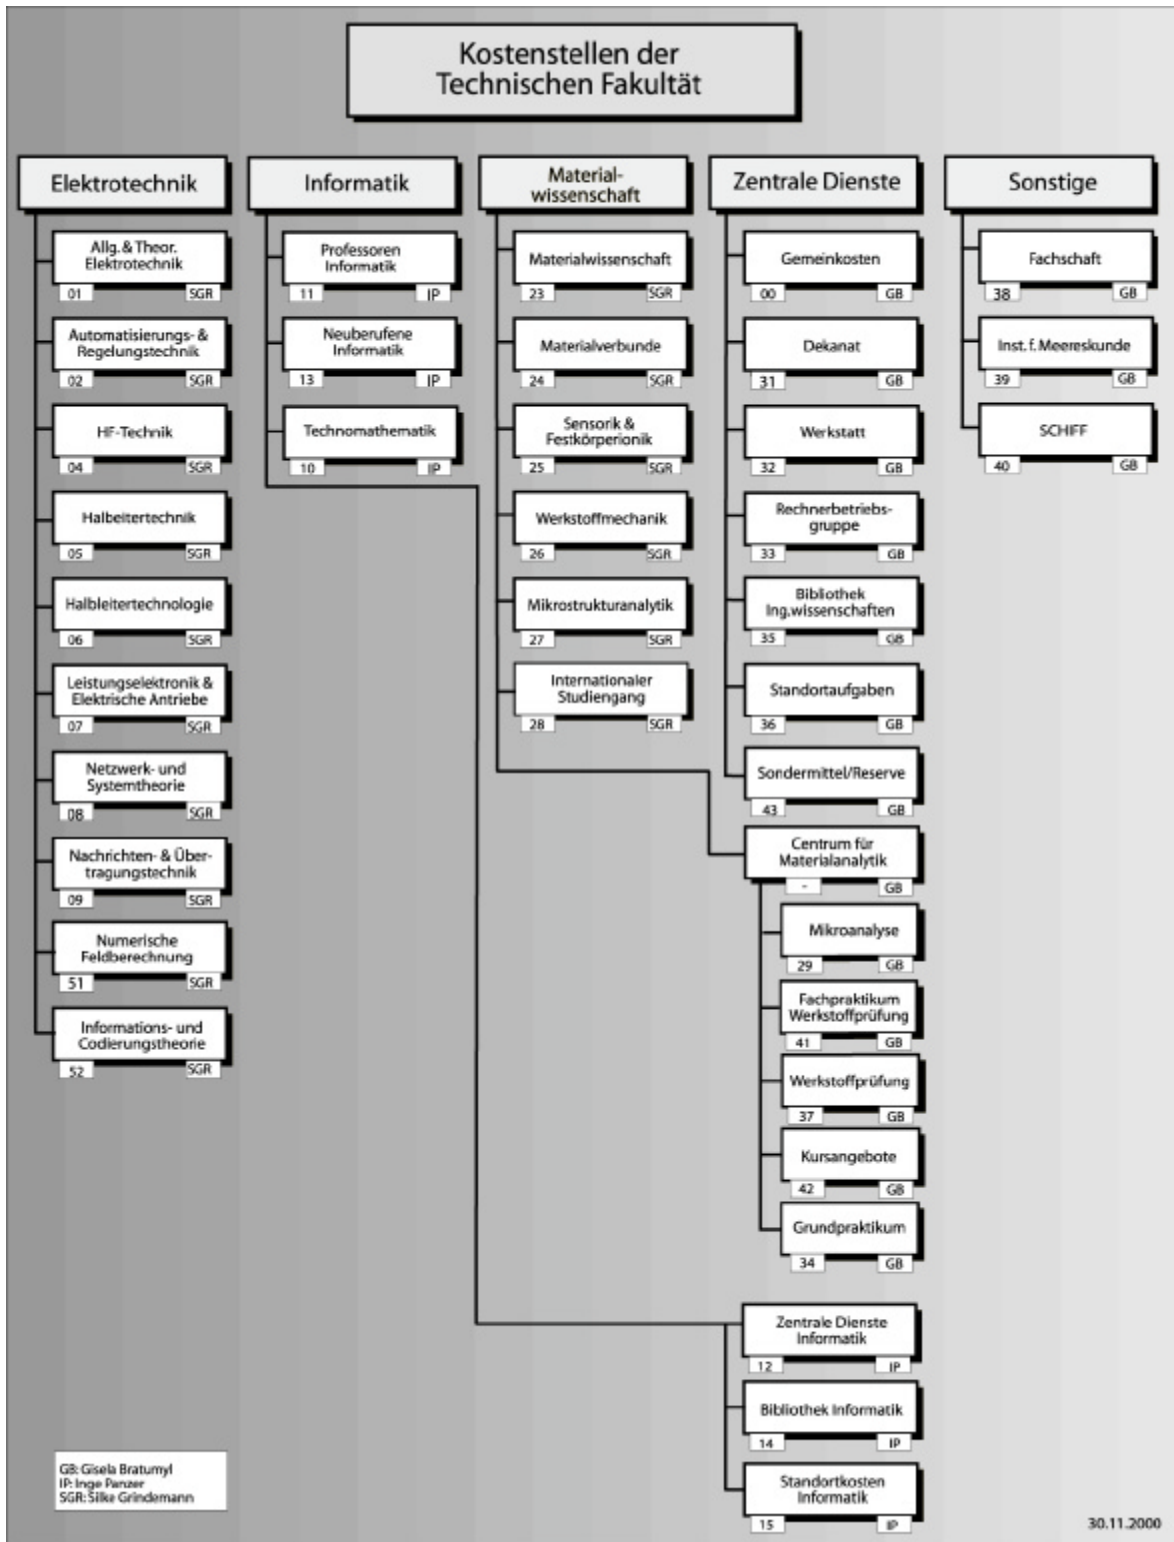 Kostenstellen der
Technischen Fakultät
Elektrotechnik
Allg. & Theor.
Elektrotechnik
01 SGR
Automatisierungs- &
Regelungstechnik
02 SGR
HF-Technik
04 SGR
Halbeitertechnik
05 SGR
Halbleitertechnologie
06 SGR
Leistungselektronik &
Elektrische Antriebe
07 SGR
Netzwerk- und
Systemtheorie
08 SGR
Nachrichten- & Über-
tragungstechnik
09 SGR
Numerische
Feldberechnung
51 SGR
Informations- und
Codierungstheorie
52 SGR
Informatik
Professoren
Informatik
11 IP
Neuberufene
Informatik
13 IP
Technomathematik
10 IP
Material-
wissenschaft
Materialwissenschaft
23 SGR
Materialverbunde
24 SGR
Sensorik &
Festkörperionik
25 SGR
Werkstoffmechanik
26 SGR
Mikrostrukturanalytik
27 SGR
Internationaler
Studiengang
28 SGR
Zentrale Dienste
Gemeinkosten
00 GB
Dekanat
31 GB
Werkstatt
32 GB
Rechnerbetriebs-
gruppe
33 GB
Bibliothek
Ing.wissenschaften
35 GB
Standortaufgaben
36 GB
Sondermittel/Reserve
43 GB
Centrum für
Materialanalytik
- GB
Mikroanalyse
29 GB
Fachpraktikum
Werkstoffprüfung
41 GB
Werkstoffprüfung
37 GB
Kursangebote
42 GB
Grundpraktikum
34 GB
Zentrale Dienste
Informatik
12 IP
Bibliothek Informatik
14 IP
Standortkosten
Informatik
15 IP
Sonstige
Fachschaft
38 GB
Inst. f. Meereskunde
39 GB
SCHIFF
40 GB
GB: Gisela Bratumyl
IP: Inge Panzer
SGR: Silke Grindemann
30.11.2000